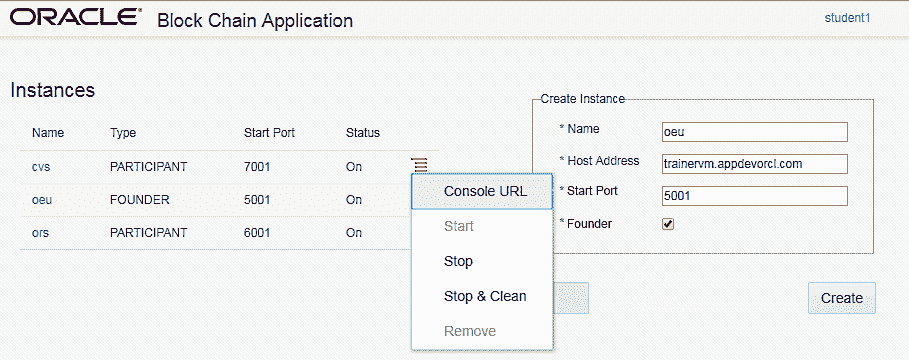 ORACLE Block Chain Application student1
Instances
Name Type Start Port Status
cvs PARTICIPANT 7001 On
oeu FOUNDER 5001 On
ors PARTICIPANT 6001 On
Console URL
Start
Stop
Stop & Clean
Remove
Create Instance
* Name oeu
* Host Address trainervm.appdevorcl.com
* Start Port 5001
* Founder
Create